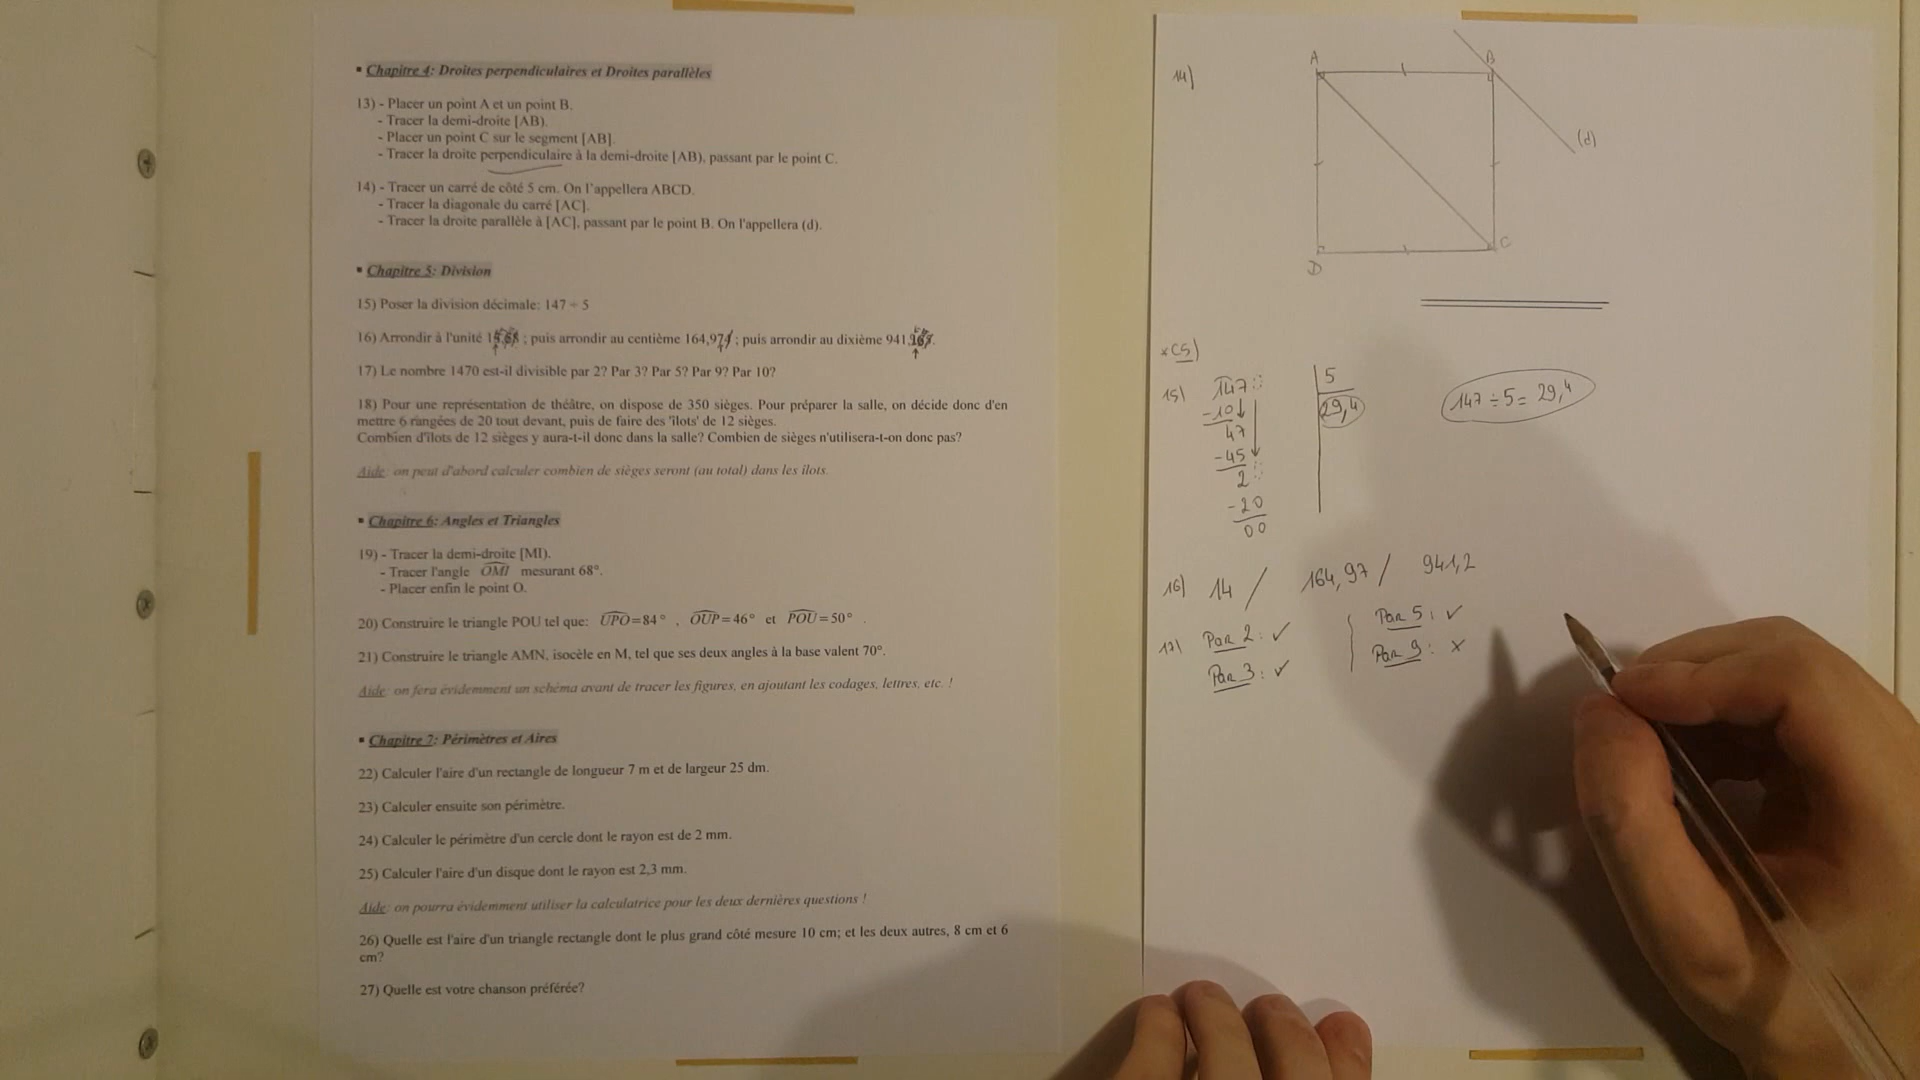 ▪ Chapitre 4: Droites perpendiculaires et Droites parallèles
13) - Placer un point A et un point B.
- Tracer la demi-droite [AB).
- Placer un point C sur le segment [AB].
- Tracer la droite perpendiculaire à la demi-droite [AB), passant par le point C.
14) - Tracer un carré de côté 5 cm. On l'appellera ABCD.
- Tracer la diagonale du carré [AC].
- Tracer la droite parallèle à [AC], passant par le point B. On l'appellera (d).
▪ Chapitre 5: Division
15) Poser la division décimale: 147 ÷ 5
16) Arrondir à l'unité ; puis arrondir au centième 164,971 ; puis arrondir au dixième
17) Le nombre 1470 est-il divisible par 2? Par 3? Par 5? Par 9? Par 10?
18) Pour une représentation de théâtre, on dispose de 350 sièges. Pour préparer la salle, on décide donc d'en
mettre 6 rangées de 20 tout devant, puis de faire des 'îlots' de 12 sièges.
Combien d'îlots de 12 sièges y aura-t-il donc dans la salle? Combien de sièges n'utilisera-t-on donc pas?
Aide: on peut d'abord calculer combien de sièges seront (au total) dans les îlots.
▪ Chapitre 6: Angles et Triangles
19) - Tracer la demi-droite [MI).
- Tracer l'angle OMI mesurant 68°.
- Placer enfin le point O.
20) Construire le triangle POU tel que: UPO=84° , OUP=46° et POU=50° .
21) Construire le triangle AMN, isocèle en M, tel que ses deux angles à la base valent 70°.
Aide: on fera évidemment un schéma avant de tracer les figures, en ajoutant les codages, lettres, etc. !
▪ Chapitre 7: Périmètres et Aires
22) Calculer l'aire d'un rectangle de longueur 7 m et de largeur 25 dm.
23) Calculer ensuite son périmètre.
24) Calculer le périmètre d'un cercle dont le rayon est de 2 mm.
25) Calculer l'aire d'un disque dont le rayon est 2,3 mm.
Aide: on pourra évidemment utiliser la calculatrice pour les deux dernières questions !
26) Quelle est l'aire d'un triangle rectangle dont le plus grand côté mesure 10 cm; et les deux autres, 8 cm et 6
cm?
27) Quelle est votre chanson préférée?
14)
A
B
(d)
C
D
C5)
15) 147 5
-10 29,4
47
-45
2
-20
00
147 ÷ 5 = 29,4
16) 14 / 164,97 / 941,2
17) Par 2: ✓
Par 3: ✓
Par 5: ✓
Par 9: ×